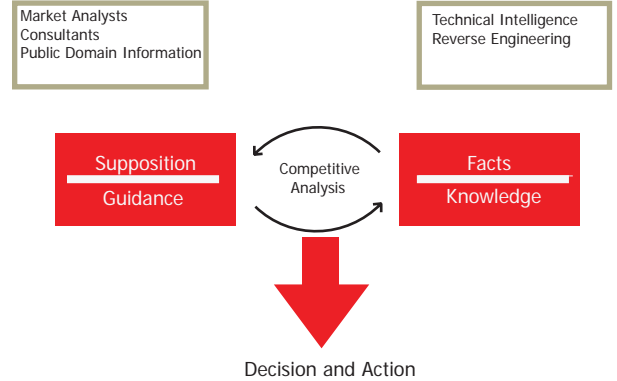 Market Analysts
Consultants
Public Domain Information
Technical Intelligence
Reverse Engineering
Supposition
Guidance
Competitive
Analysis
Facts
Knowledge
Decision and Action